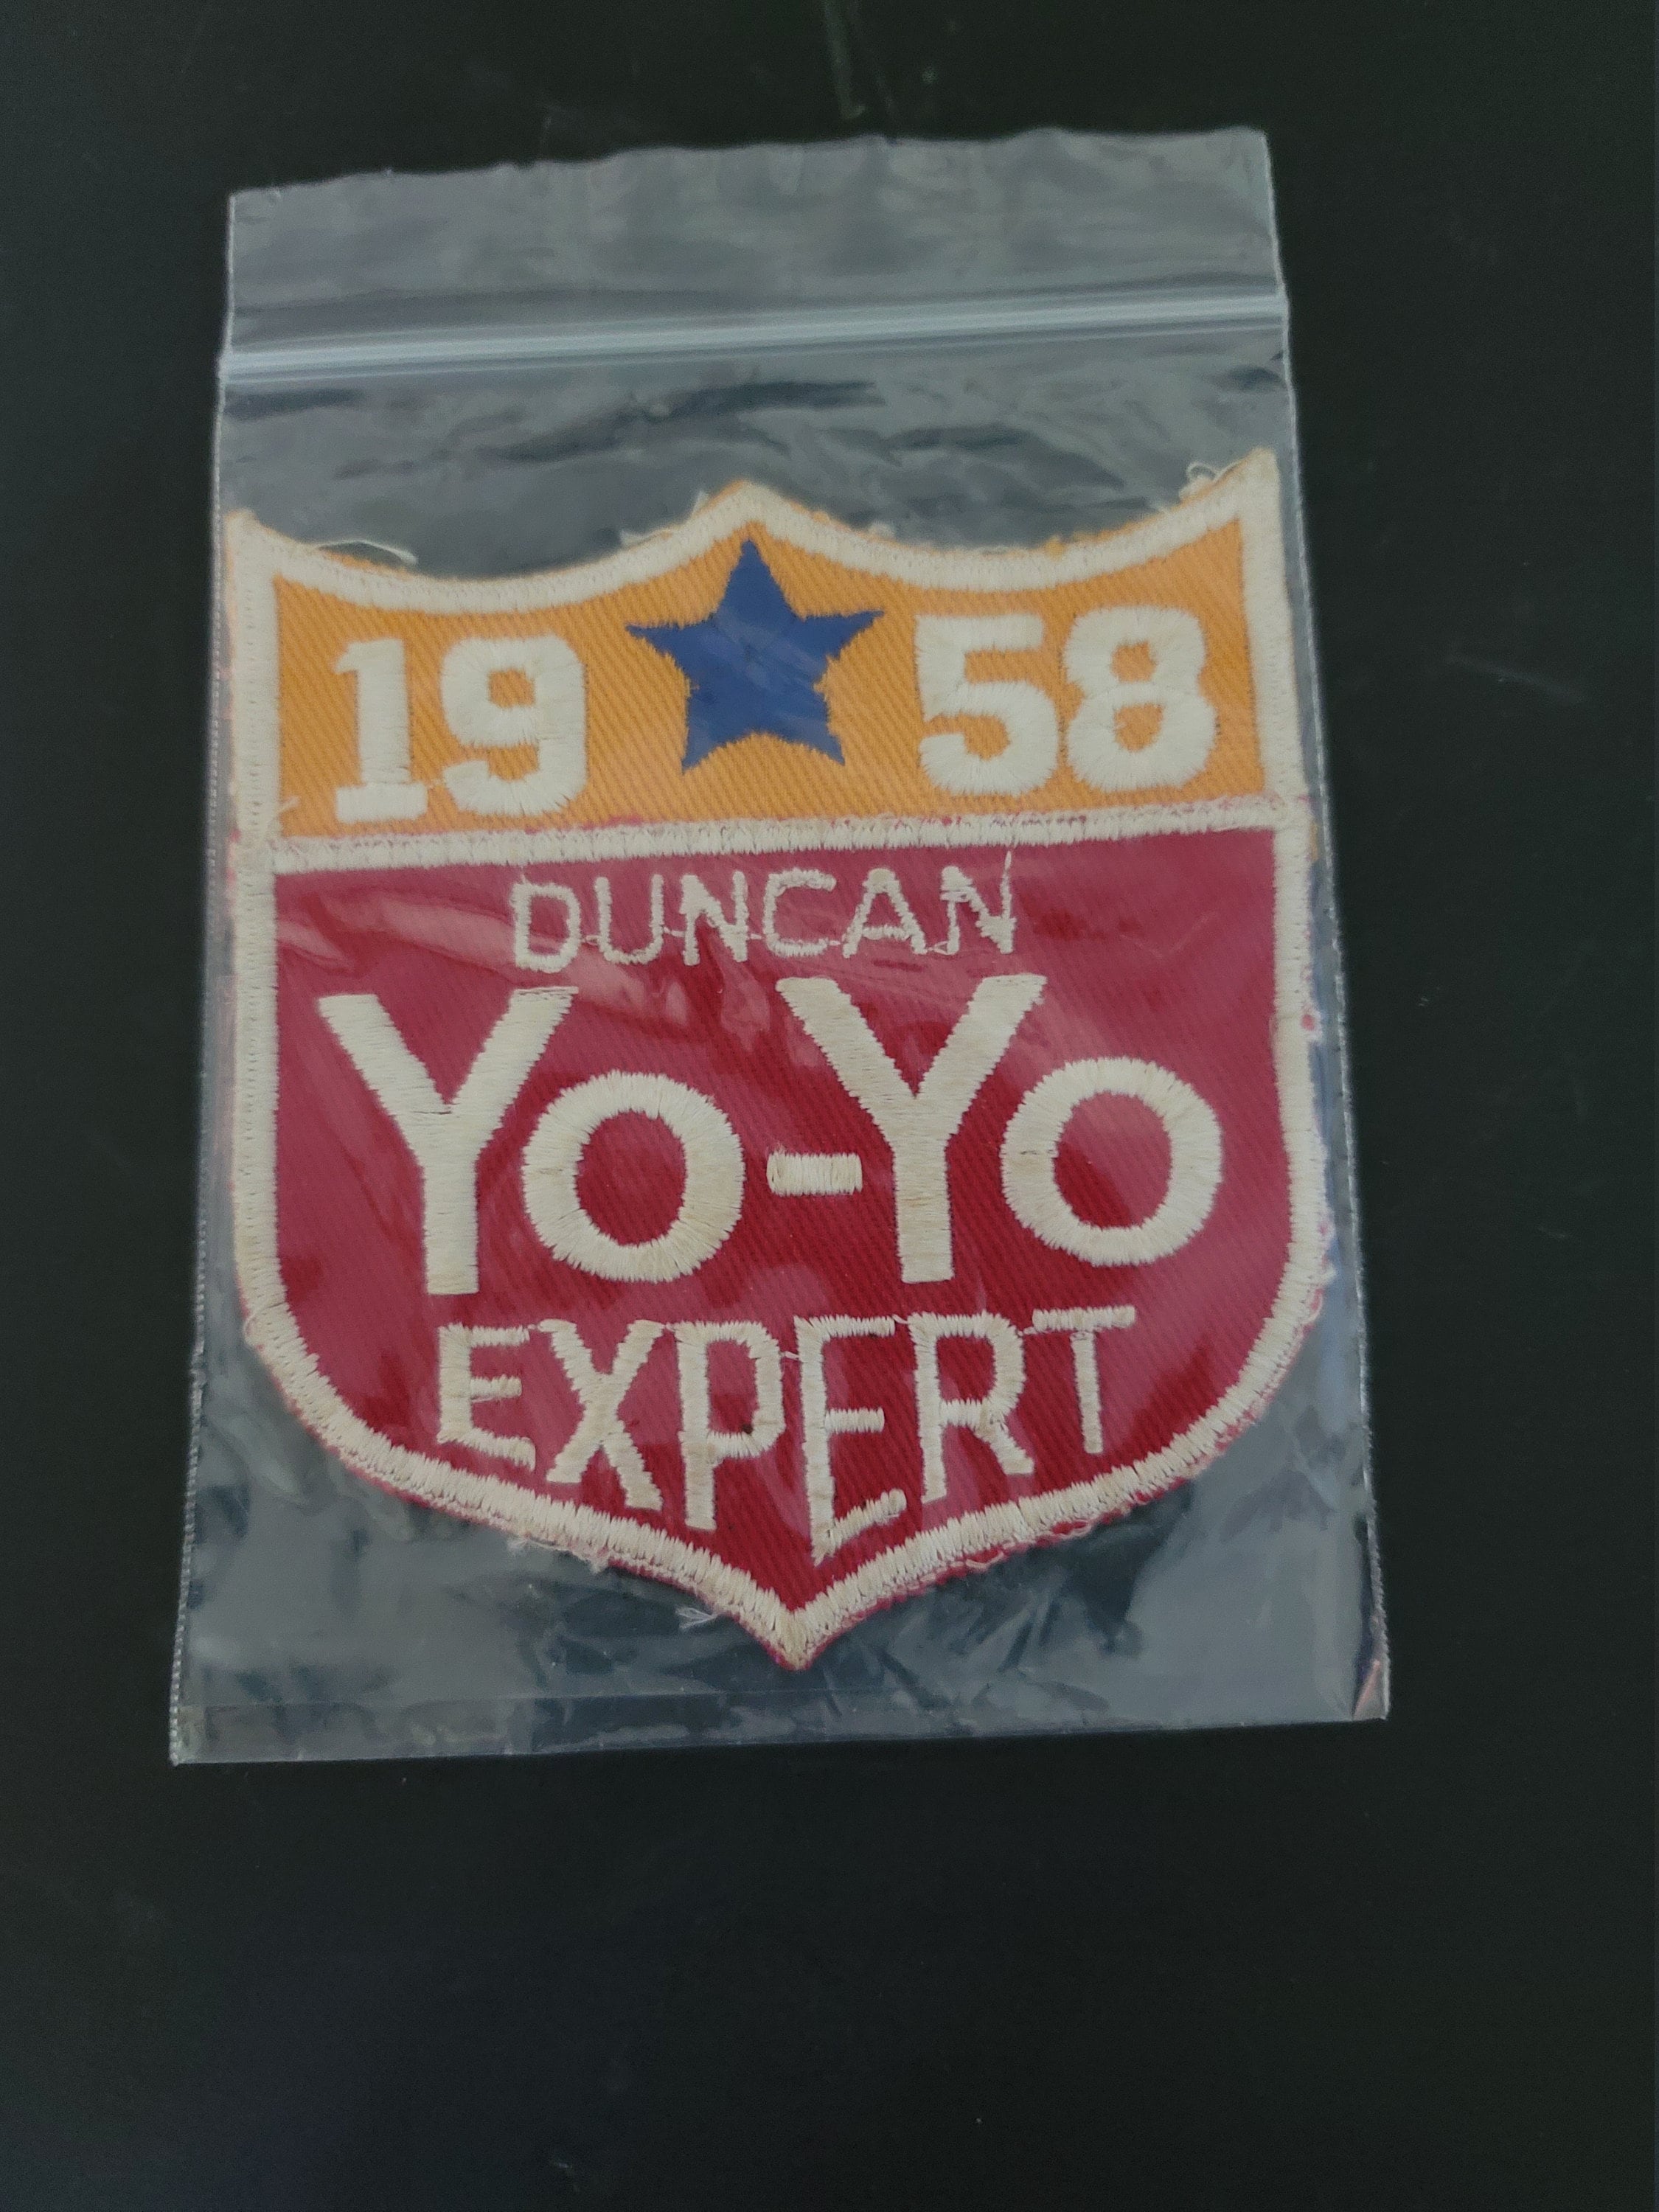 19 58
DUNCAN
YO-YO
EXPERT